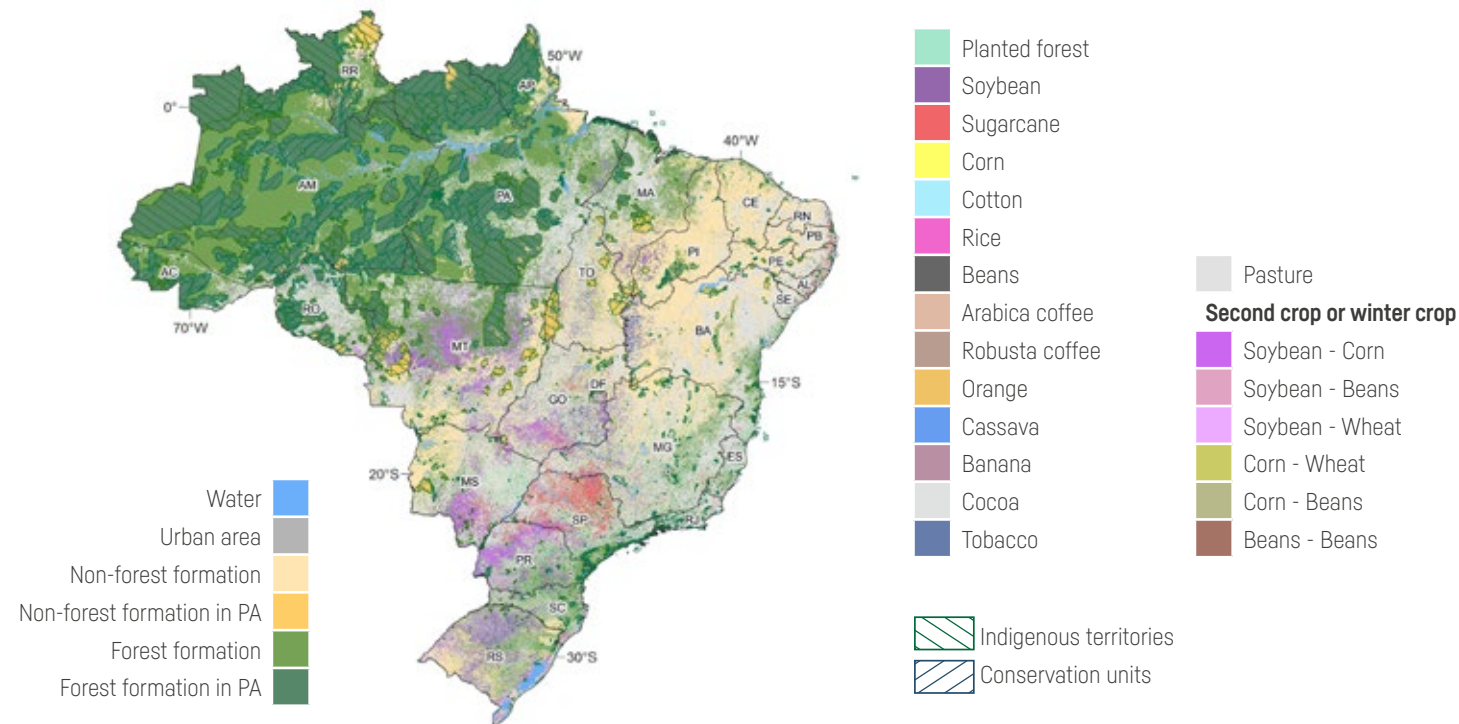 50°W
RR
AP
0°
40°W
AM
PA
MA
CE
RN
PB
PI
PE
AC
TO
AL
SE
RO
70°W
BA
MT
15°S
DF
GO
MG
ES
20°S
MS
SP
RJ
PR
SC
RS
30°S
Water
Urban area
Non-forest formation
Non-forest formation in PA
Forest formation
Forest formation in PA
Planted forest
Soybean
Sugarcane
Corn
Cotton
Rice
Beans
Arabica coffee
Robusta coffee
Orange
Cassava
Banana
Cocoa
Tobacco
Pasture
Second crop or winter crop
Soybean - Corn
Soybean - Beans
Soybean - Wheat
Corn - Wheat
Corn - Beans
Beans - Beans
Indigenous territories
Conservation units